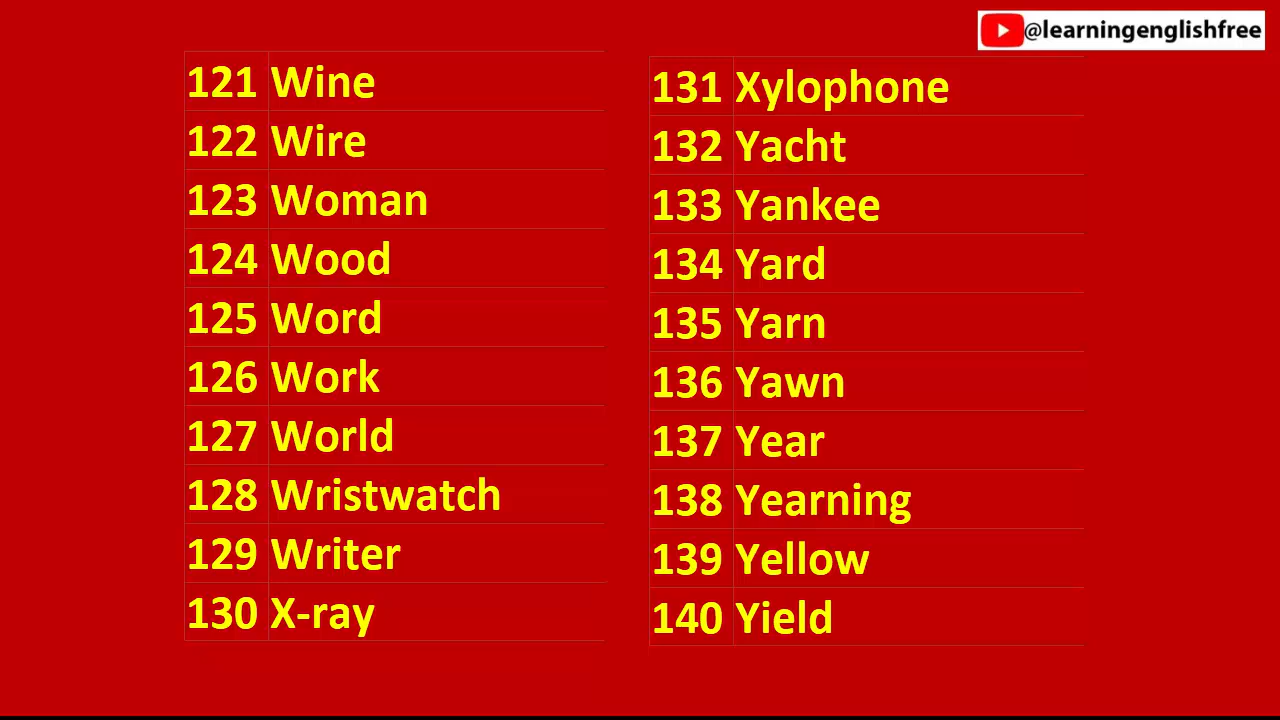 @learningenglishfree
121 Wine
122 Wire
123 Woman
124 Wood
125 Word
126 Work
127 World
128 Wristwatch
129 Writer
130 X-ray
131 Xylophone
132 Yacht
133 Yankee
134 Yard
135 Yarn
136 Yawn
137 Year
138 Yearning
139 Yellow
140 Yield